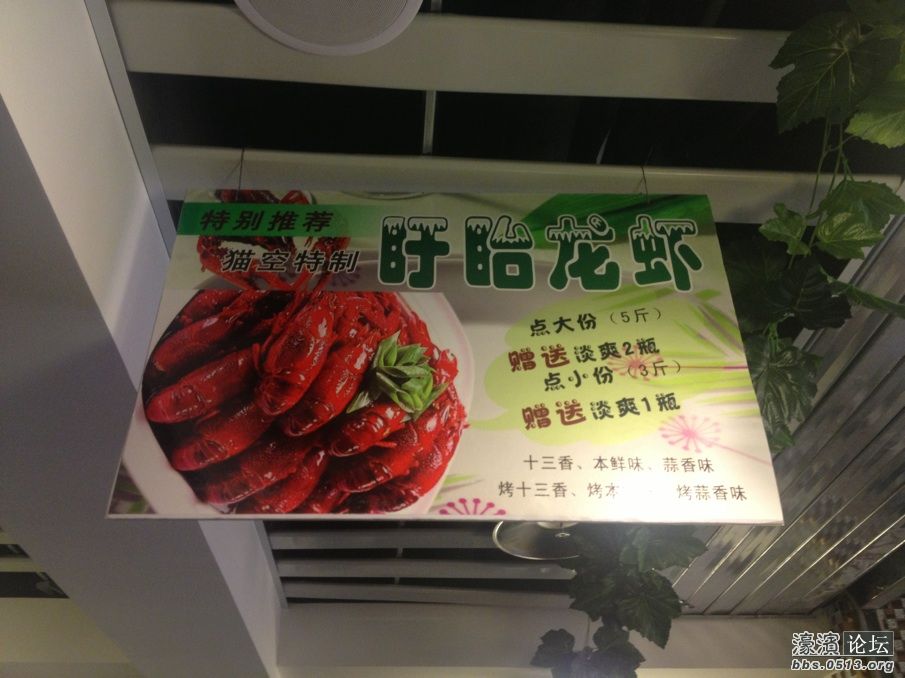 特别推荐
猫空特制
盱眙龙虾
点大份（5斤）
赠送淡爽2瓶
点小份（3斤）
赠送淡爽1瓶
十三香、本鲜味、蒜香味
烤十三香、烤本 烤蒜香味
濠滨论坛
bbs.0513.org